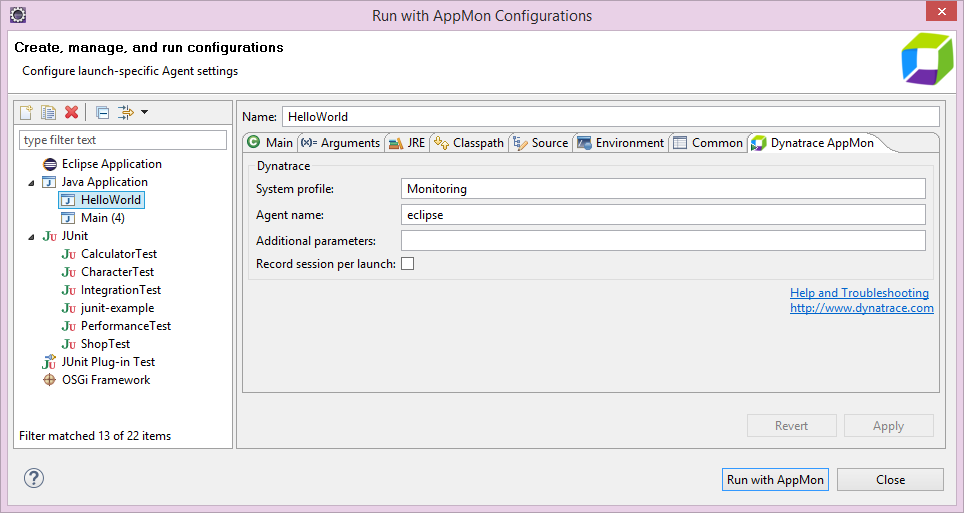 Run with AppMon Configurations
Create, manage, and run configurations
Configure launch-specific Agent settings
type filter text
Eclipse Application
Java Application
HelloWorld
Main (4)
JUnit
CalculatorTest
CharacterTest
IntegrationTest
junit-example
PerformanceTest
ShopTest
JUnit Plug-in Test
OSGi Framework
Filter matched 13 of 22 items
Name: HelloWorld
Main (x)= Arguments JRE Classpath Source Environment Common Dynatrace AppMon
Dynatrace
System profile: Monitoring
Agent name: eclipse
Additional parameters:
Record session per launch:
Help and Troubleshooting
http://www.dynatrace.com
Revert Apply
Run with AppMon Close